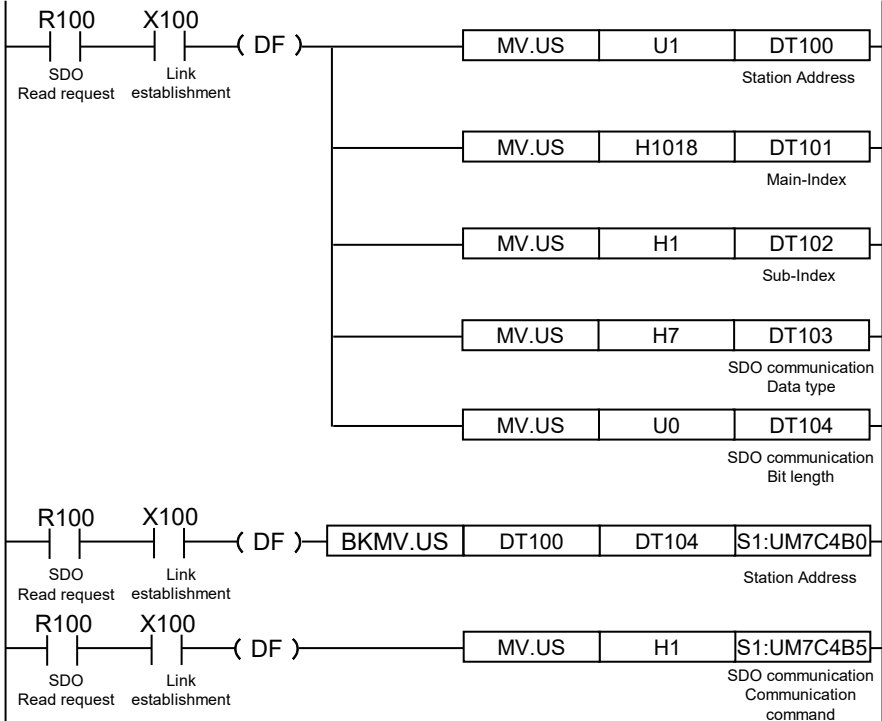 R100 X100
( DF ) MV.US U1 DT100
SDO Link Station Address
Read request establishment
MV.US H1018 DT101
Main-Index
MV.US H1 DT102
Sub-Index
MV.US H7 DT103
SDO communication
Data type
MV.US U0 DT104
SDO communication
Bit length
R100 X100
( DF ) BKMV.US DT100 DT104 S1:UM7C4B0
SDO Link Station Address
Read request establishment
R100 X100
( DF ) MV.US H1 S1:UM7C4B5
SDO Link SDO communication
Read request establishment Communication
command